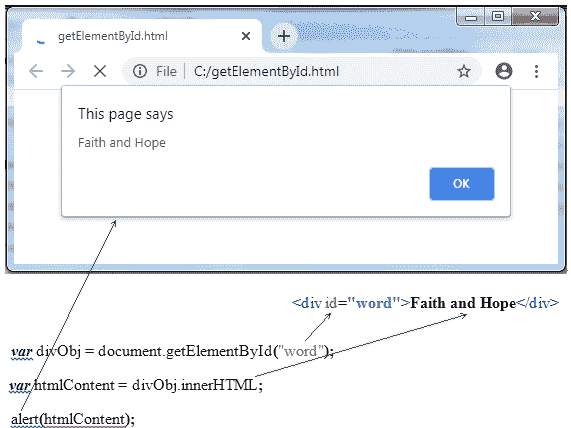 getElementById.html
File | C:/getElementById.html
This page says
Faith and Hope
OK
<div id="word">Faith and Hope</div>
var divObj = document.getElementById("word");
var htmlContent = divObj.innerHTML;
alert(htmlContent);